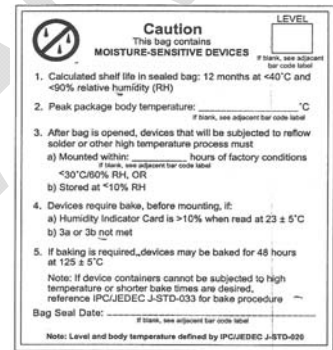 Caution
This bag contains
MOISTURE-SENSITIVE DEVICES
LEVEL
If blank, see adjacent
bar code label
1. Calculated shelf life in sealed bag: 12 months at <40°C and
<90% relative humidity (RH)
2. Peak package body temperature: ____________ °C
If blank, see adjacent bar code label
3. After bag is opened, devices that will be subjected to reflow
solder or other high temperature process must
a) Mounted within: __________ hours of factory conditions
If blank, see adjacent bar code label
≤30°C/60% RH, OR
b) Stored at ≤10% RH
4. Devices require bake, before mounting, if:
a) Humidity Indicator Card is >10% when read at 23 ± 5°C
b) 3a or 3b not met
5. If baking is required, devices may be baked for 48 hours
at 125 ± 5°C
Note: If device containers cannot be subjected to high
temperature or shorter bake times are desired,
reference IPC/JEDEC J-STD-033 for bake procedure
Bag Seal Date: ____________
If blank, see adjacent bar code label
Note: Level and body temperature defined by IPC/JEDEC J-STD-020